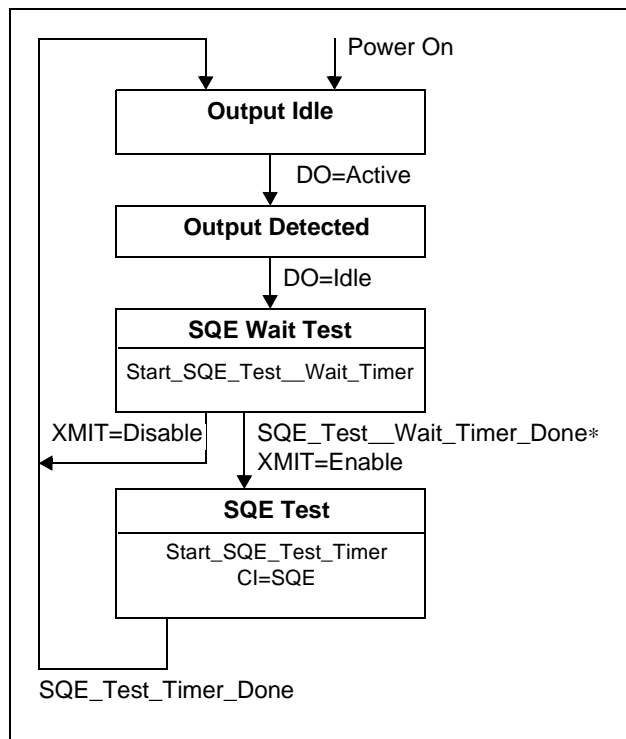 Power On
Output Idle
DO=Active
Output Detected
DO=Idle
SQE Wait Test
Start_SQE_Test__Wait_Timer
XMIT=Disable
SQE_Test__Wait_Timer_Done*
XMIT=Enable
SQE Test
Start_SQE_Test_Timer
CI=SQE
SQE_Test_Timer_Done